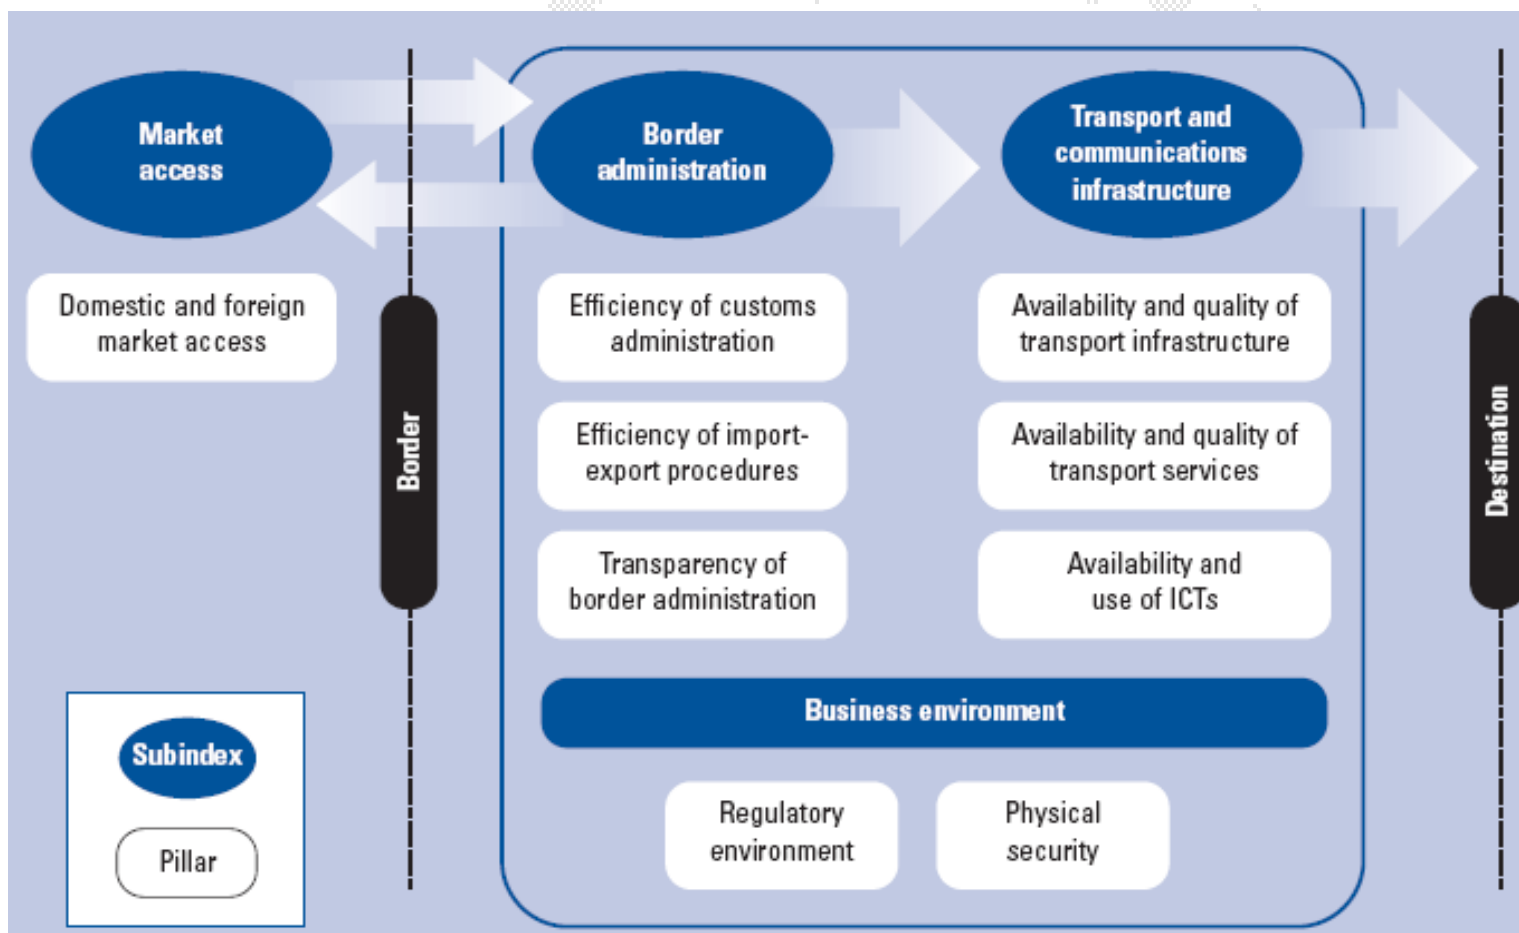 Market
access
Border
administration
Transport and
communications
infrastructure
Domestic and foreign
market access
Efficiency of customs
administration
Availability and quality of
transport infrastructure
Border
Efficiency of import-
export procedures
Availability and quality of
transport services
Destination
Transparency of
border administration
Availability and
use of ICTs
Business environment
Subindex
Pillar
Regulatory
environment
Physical
security